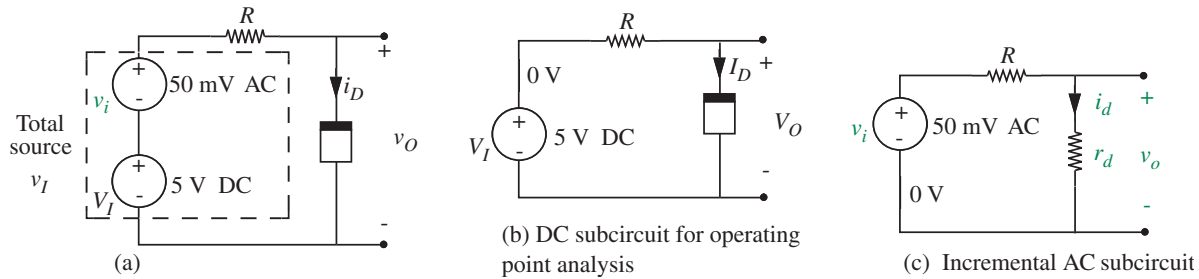 R
+
50 mV AC
v_i
-
i_D
+
v_O
-
Total
source
v_I
+
5 V DC
V_I
-
(a)
R
0 V
I_D
+
V_O
-
+
V_I
5 V DC
-
(b) DC subcircuit for operating
point analysis
R
+
v_i
50 mV AC
-
i_d
r_d
+
v_o
-
0 V
(c) Incremental AC subcircuit